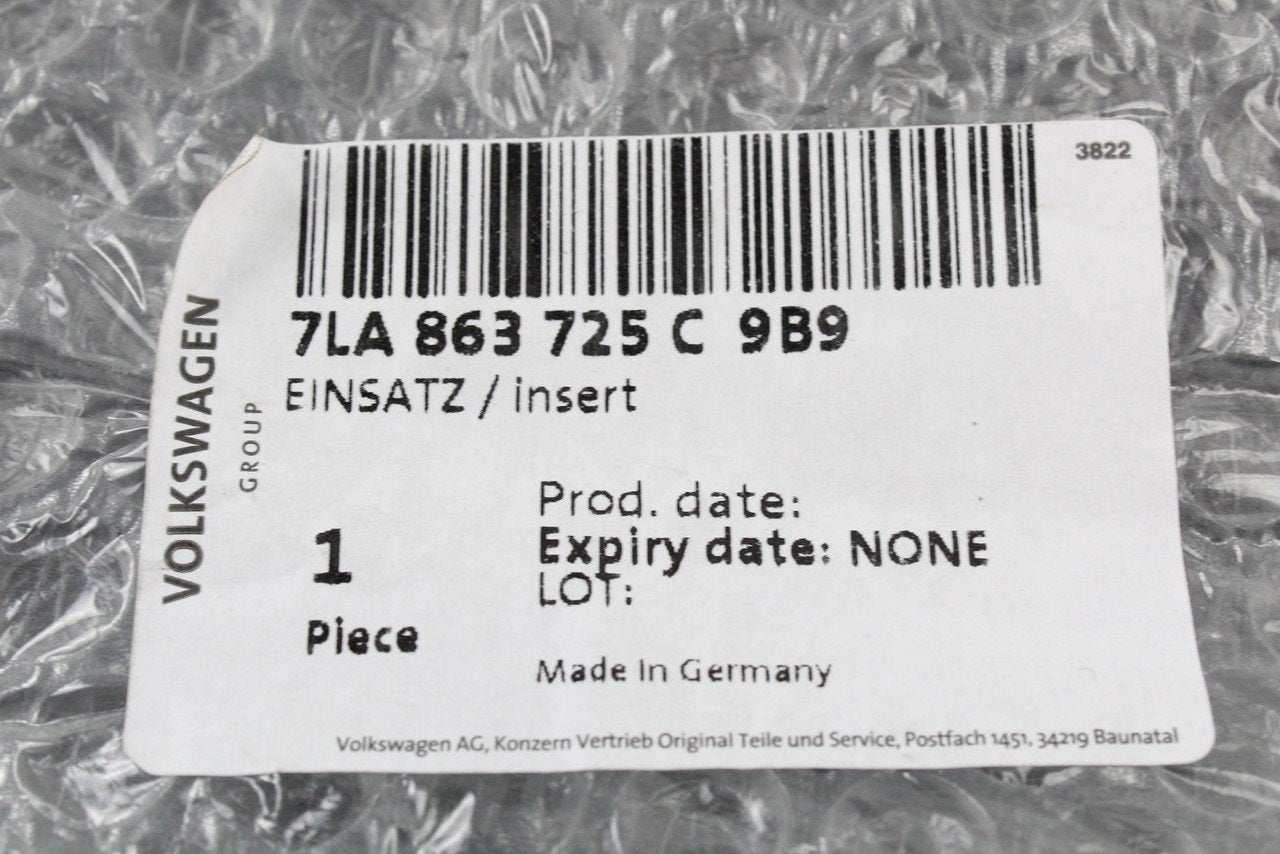 3822
7LA 863 725 C 9B9
EINSATZ / insert
VOLKSWAGEN
GROUP
1
Piece
Prod. date:
Expiry date: NONE
LOT:
Made In Germany
Volkswagen AG, Konzern Vertrieb Original Teile und Service, Postfach 1451, 34219 Baunatal